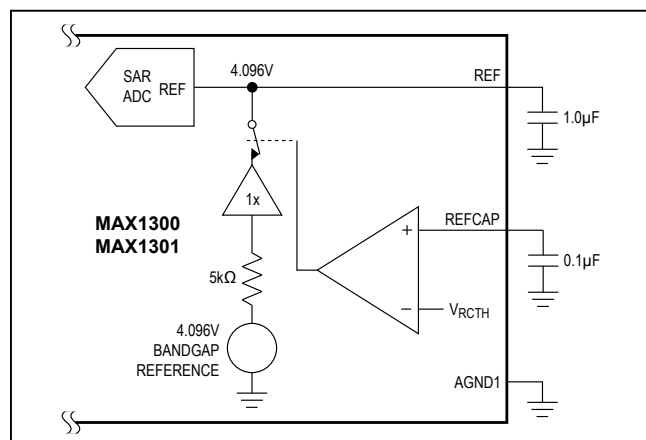 SAR
ADC
REF
4.096V
REF
1.0µF
1x
MAX1300
MAX1301
+
REFCAP
0.1µF
5kΩ
−
VRCTH
4.096V
BANDGAP
REFERENCE
AGND1